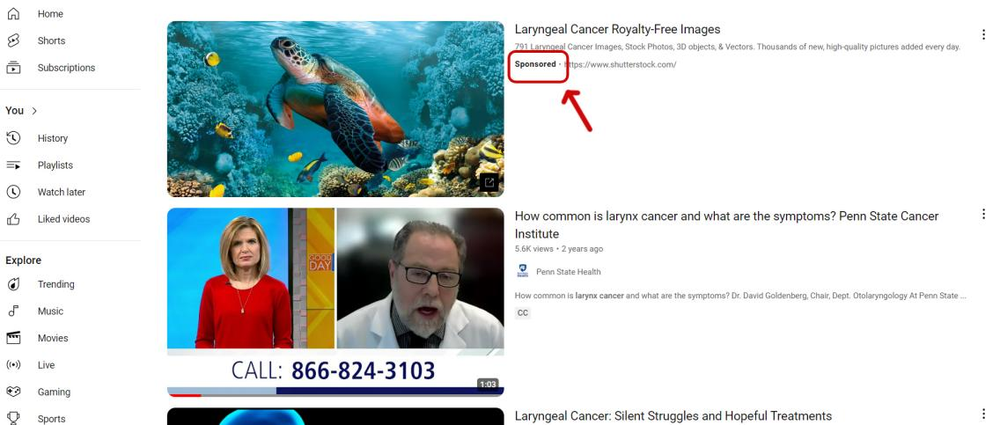 Home
Shorts
Subscriptions
You
History
Playlists
Watch later
Liked videos
Explore
Trending
Music
Movies
Live
Gaming
Sports
Laryngeal Cancer Royalty-Free Images
791 Laryngeal Cancer Images, Stock Photos, 3D objects, & Vectors. Thousands of new, high-quality pictures added every day.
Sponsored · https://www.shutterstock.com/
GOOD
DAY
CALL: 866-824-3103
1:03
How common is larynx cancer and what are the symptoms? Penn State Cancer
Institute
5.6K views • 2 years ago
Penn State Health
How common is larynx cancer and what are the symptoms? Dr. David Goldenberg, Chair, Dept. Otolaryngology At Penn State ...
CC
Laryngeal Cancer: Silent Struggles and Hopeful Treatments